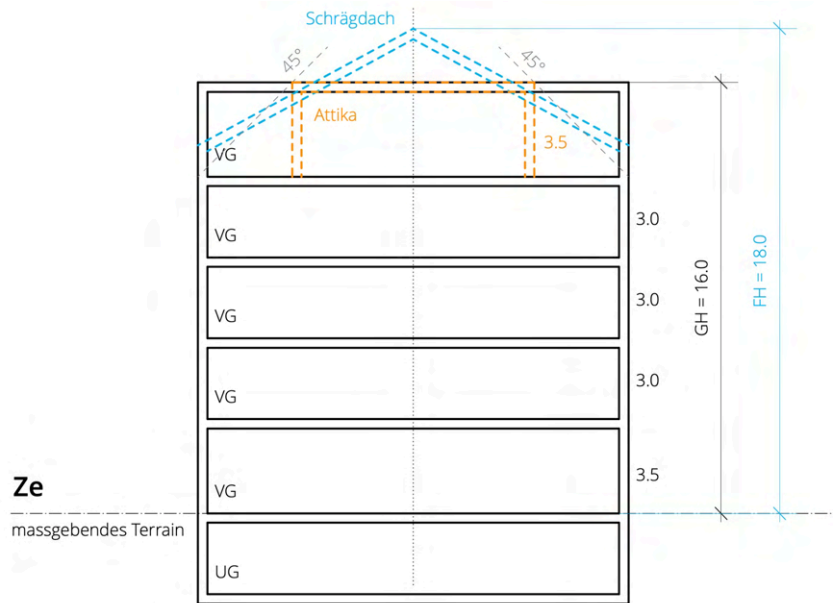 Schrägdach
45°
45°
Attika
3.5
VG
VG
3.0
VG
3.0
VG
3.0
VG
3.5
GH = 16.0
FH = 18.0
Ze
massgebendes Terrain
UG